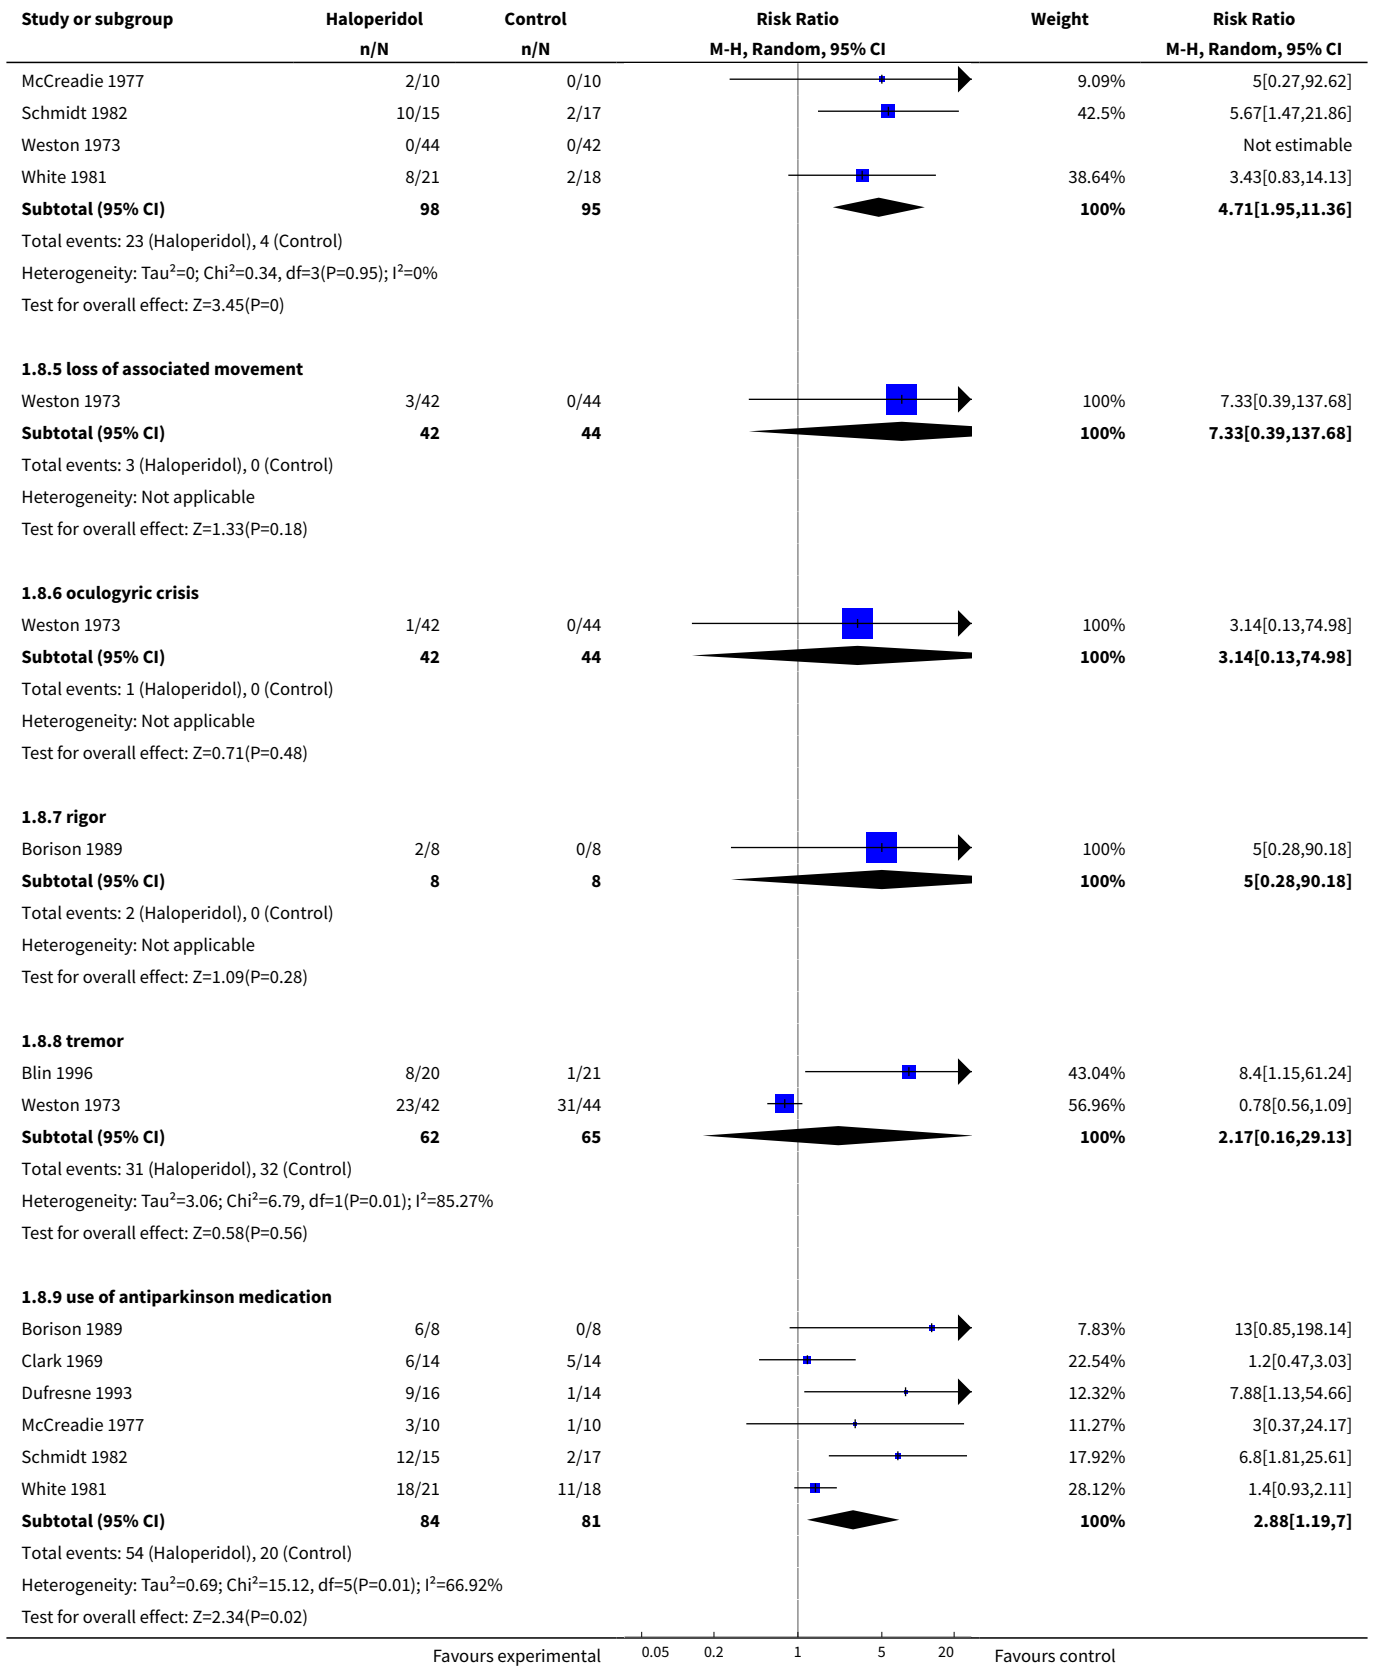 Study or subgroup Haloperidol Control Risk Ratio Weight Risk Ratio
n/N n/N M-H, Random, 95% CI M-H, Random, 95% CI
McCreadie 1977 2/10 0/10 9.09% 5[0.27,92.62]
Schmidt 1982 10/15 2/17 42.5% 5.67[1.47,21.86]
Weston 1973 0/44 0/42 Not estimable
White 1981 8/21 2/18 38.64% 3.43[0.83,14.13]
Subtotal (95% CI) 98 95 100% 4.71[1.95,11.36]
Total events: 23 (Haloperidol), 4 (Control)
Heterogeneity: Tau²=0; Chi²=0.34, df=3(P=0.95); I²=0%
Test for overall effect: Z=3.45(P=0)
1.8.5 loss of associated movement
Weston 1973 3/42 0/44 100% 7.33[0.39,137.68]
Subtotal (95% CI) 42 44 100% 7.33[0.39,137.68]
Total events: 3 (Haloperidol), 0 (Control)
Heterogeneity: Not applicable
Test for overall effect: Z=1.33(P=0.18)
1.8.6 oculogyric crisis
Weston 1973 1/42 0/44 100% 3.14[0.13,74.98]
Subtotal (95% CI) 42 44 100% 3.14[0.13,74.98]
Total events: 1 (Haloperidol), 0 (Control)
Heterogeneity: Not applicable
Test for overall effect: Z=0.71(P=0.48)
1.8.7 rigor
Borison 1989 2/8 0/8 100% 5[0.28,90.18]
Subtotal (95% CI) 8 8 100% 5[0.28,90.18]
Total events: 2 (Haloperidol), 0 (Control)
Heterogeneity: Not applicable
Test for overall effect: Z=1.09(P=0.28)
1.8.8 tremor
Blin 1996 8/20 1/21 43.04% 8.4[1.15,61.24]
Weston 1973 23/42 31/44 56.96% 0.78[0.56,1.09]
Subtotal (95% CI) 62 65 100% 2.17[0.16,29.13]
Total events: 31 (Haloperidol), 32 (Control)
Heterogeneity: Tau²=3.06; Chi²=6.79, df=1(P=0.01); I²=85.27%
Test for overall effect: Z=0.58(P=0.56)
1.8.9 use of antiparkinson medication
Borison 1989 6/8 0/8 7.83% 13[0.85,198.14]
Clark 1969 6/14 5/14 22.54% 1.2[0.47,3.03]
Dufresne 1993 9/16 1/14 12.32% 7.88[1.13,54.66]
McCreadie 1977 3/10 1/10 11.27% 3[0.37,24.17]
Schmidt 1982 12/15 2/17 17.92% 6.8[1.81,25.61]
White 1981 18/21 11/18 28.12% 1.4[0.93,2.11]
Subtotal (95% CI) 84 81 100% 2.88[1.19,7]
Total events: 54 (Haloperidol), 20 (Control)
Heterogeneity: Tau²=0.69; Chi²=15.12, df=5(P=0.01); I²=66.92%
Test for overall effect: Z=2.34(P=0.02)
Favours experimental 0.05 0.2 1 5 20 Favours control